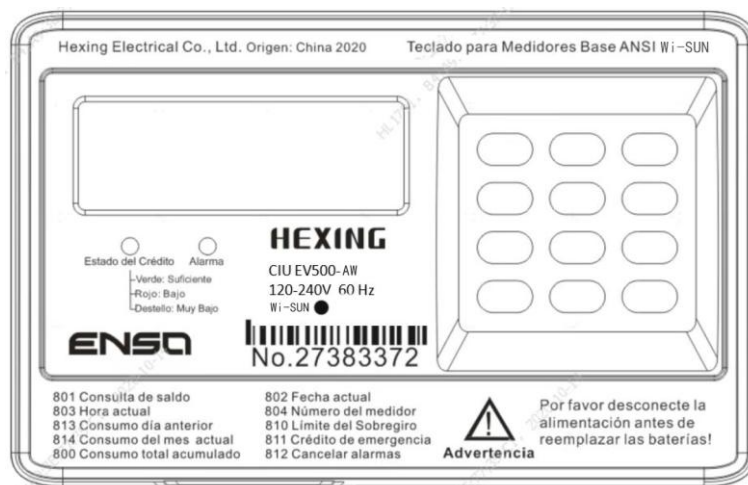 Hexing Electrical Co., Ltd. Origen: China 2020
Teclado para Medidores Base ANSI Wi-SUN
Estado del Crédito
Alarma
Verde: Suficiente
Rojo: Bajo
Destello: Muy Bajo
HEXING
CIU EV500-AW
120-240V 60 Hz
Wi-SUN
ENSA
No.27383372
801 Consulta de saldo
803 Hora actual
813 Consumo día anterior
814 Consumo del mes actual
800 Consumo total acumulado
802 Fecha actual
804 Número del medidor
810 Límite del Sobregiro
811 Crédito de emergencia
812 Cancelar alarmas
Advertencia
Por favor desconecte la
alimentación antes de
reemplazar las baterías!